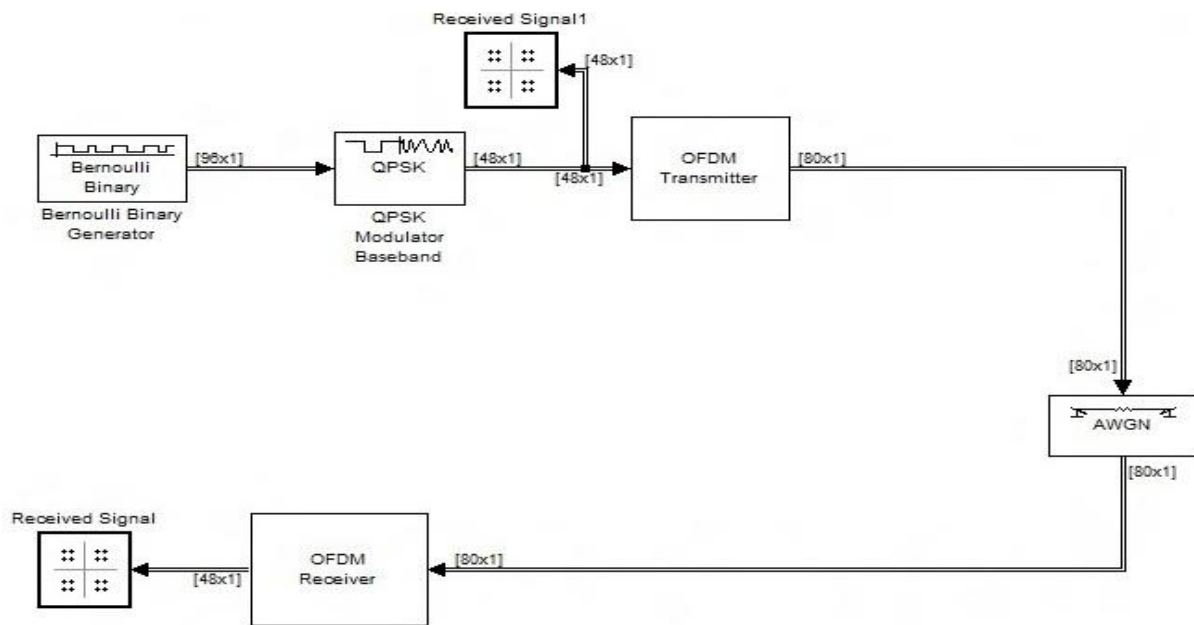 Received Signal1
[48x1]
Bernoulli
Binary
Bernoulli Binary
Generator
[96x1]
QPSK
QPSK
Modulator
Baseband
[48x1]
[48x1]
OFDM
Transmitter
[80x1]
[80x1]
AWGN
[80x1]
Received Signal
[48x1]
OFDM
Receiver
[80x1]